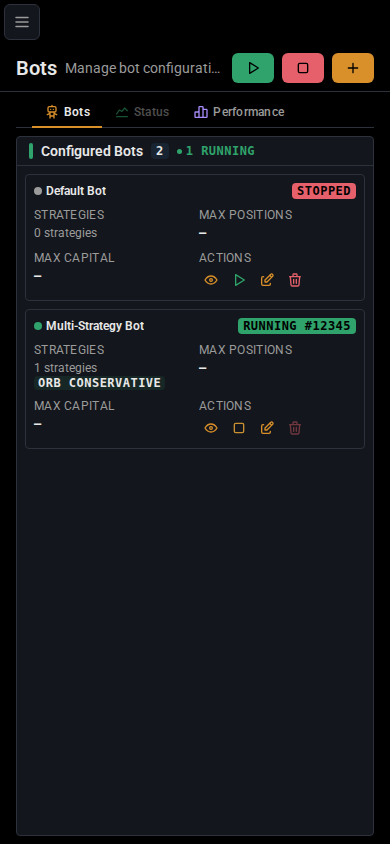 Bots Manage bot configurati...
Bots Status Performance
Configured Bots 2 1 RUNNING
Default Bot STOPPED
STRATEGIES MAX POSITIONS
0 strategies –
MAX CAPITAL ACTIONS
–
Multi-Strategy Bot RUNNING #12345
STRATEGIES MAX POSITIONS
1 strategies –
ORB CONSERVATIVE
MAX CAPITAL ACTIONS
–